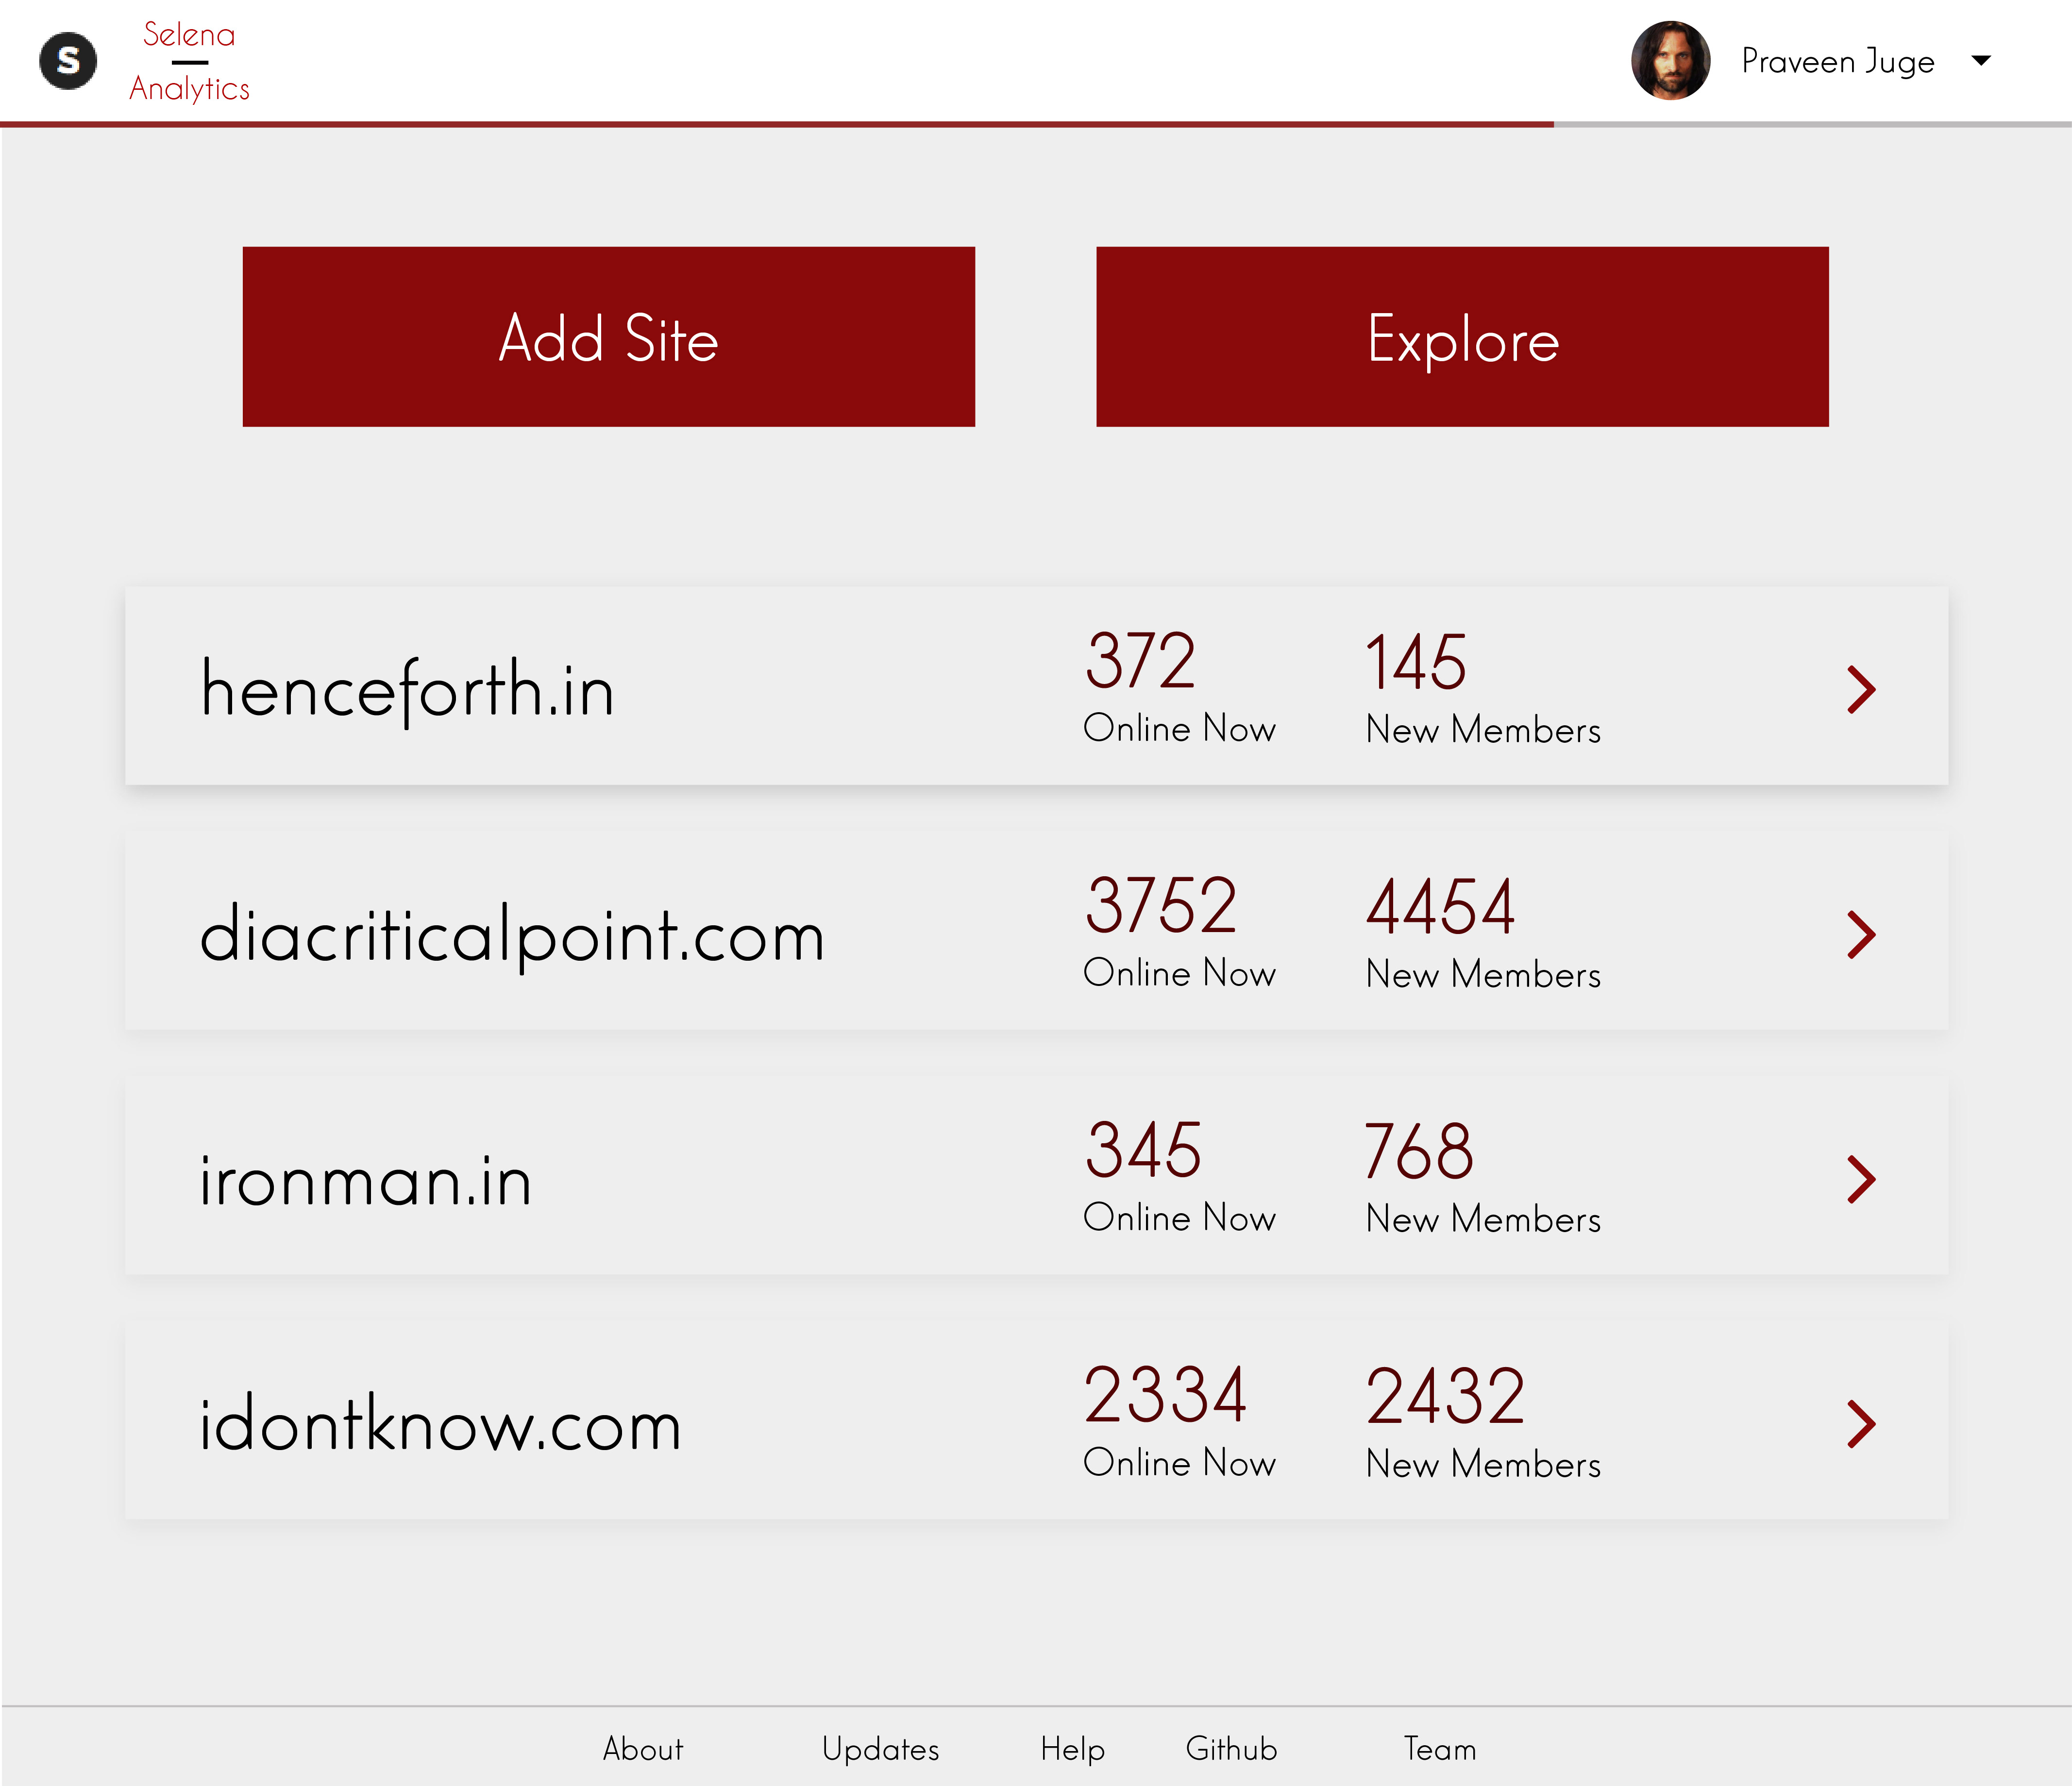 S
Selena
Analytics
Praveen Juge
Add Site
Explore
henceforth.in
372
Online Now
145
New Members
diacriticalpoint.com
3752
Online Now
4454
New Members
ironman.in
345
Online Now
768
New Members
idontknow.com
2334
Online Now
2432
New Members
About Updates Help Github Team